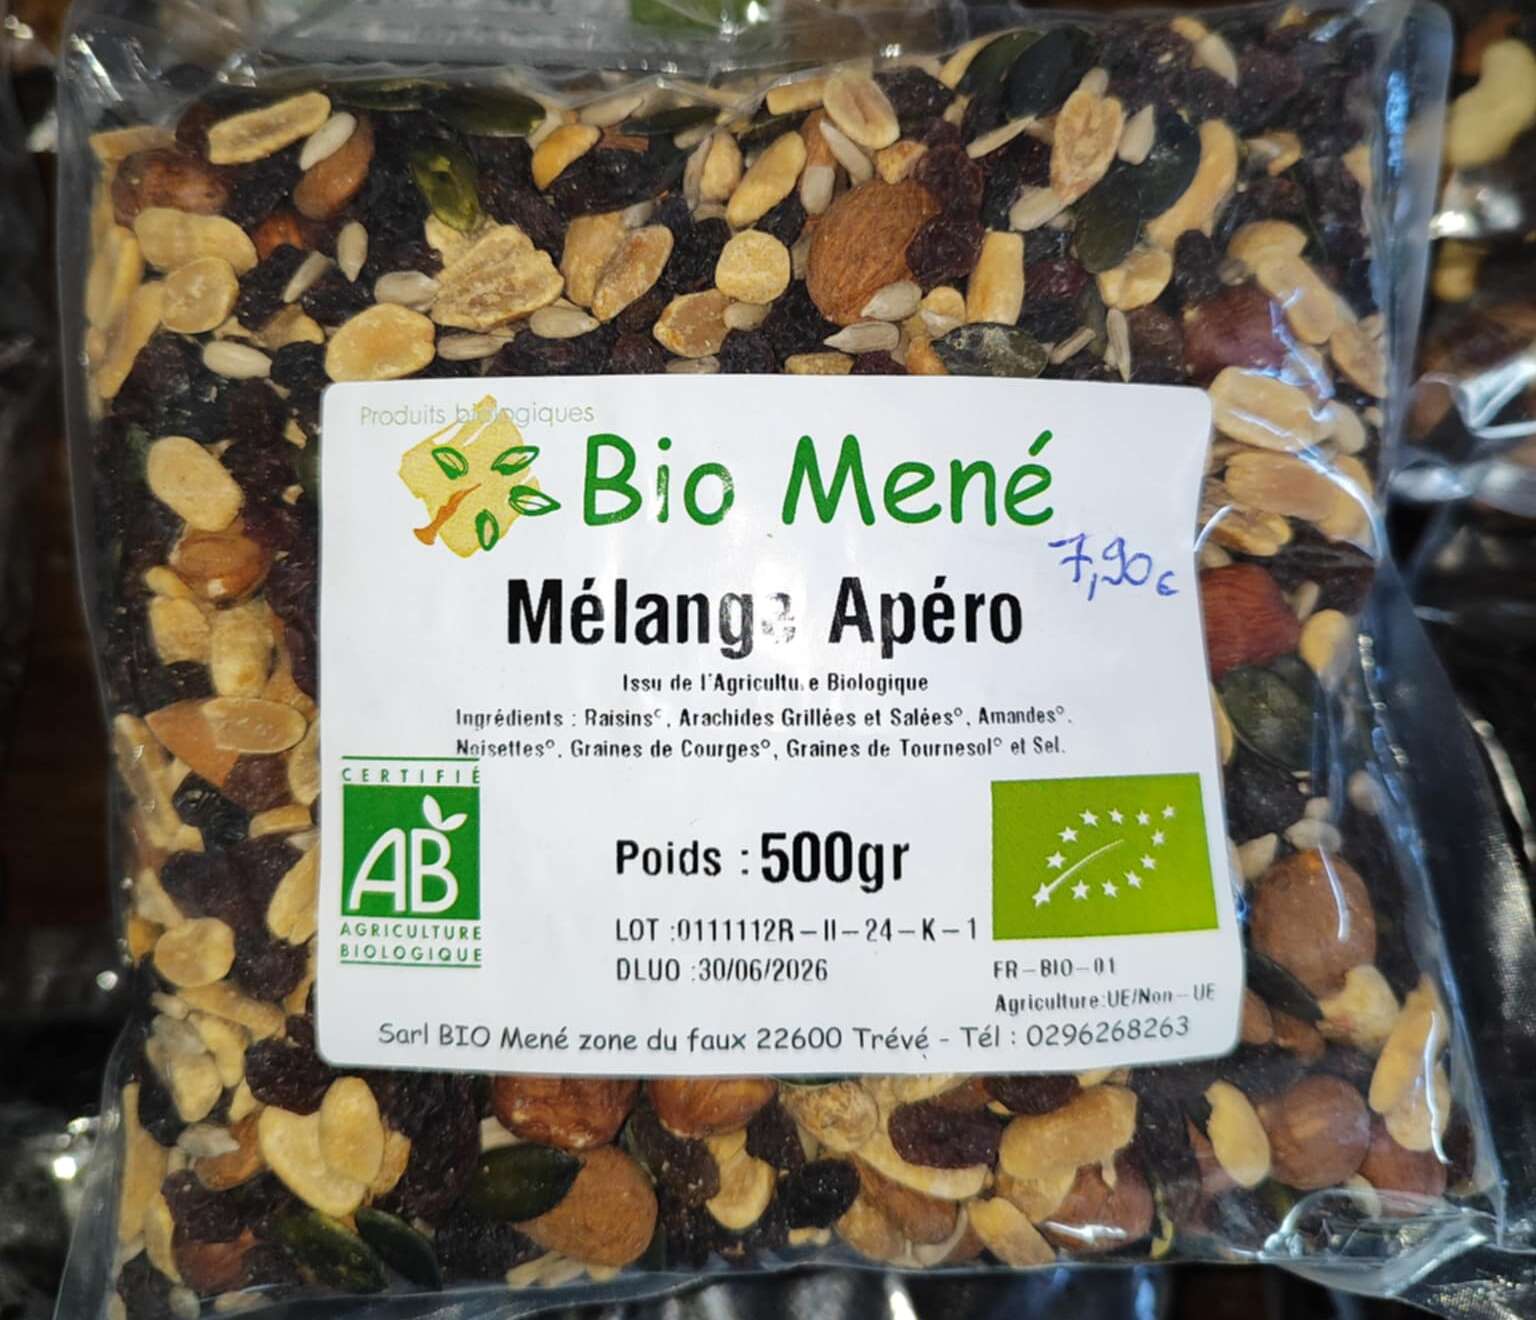 Produits biologiques
Bio Mené
7,90€
Mélange Apéro
Issu de l'Agriculture Biologique
Ingrédients : Raisins°, Arachides Grillées et Salées°, Amandes°,
Noisettes°, Graines de Courges°, Graines de Tournesol° et Sel.
CERTIFIÉ
AB
AGRICULTURE
BIOLOGIQUE
Poids : 500gr
LOT :0111112R-II-24-K-1
DLUO :30/06/2026
FR-BIO-01
Agriculture:UE/Non-UE
Sarl BIO Mené zone du faux 22600 Trévé - Tél : 0296268263